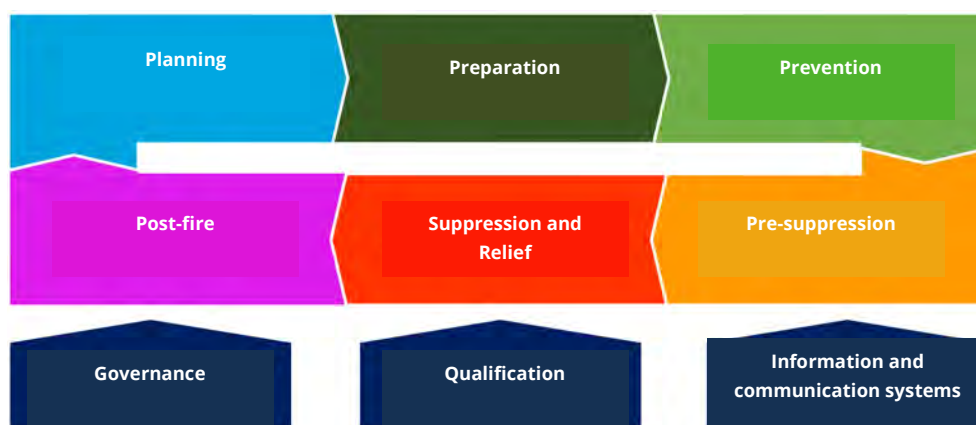 Planning
Preparation
Prevention
Post-fire
Suppression and
Relief
Pre-suppression
Governance
Qualification
Information and
communication systems